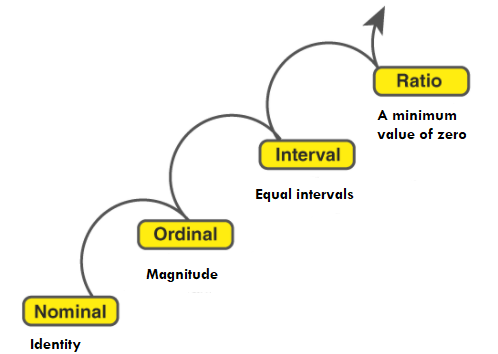 Ratio
A minimum
value of zero
Interval
Equal intervals
Ordinal
Magnitude
Nominal
Identity